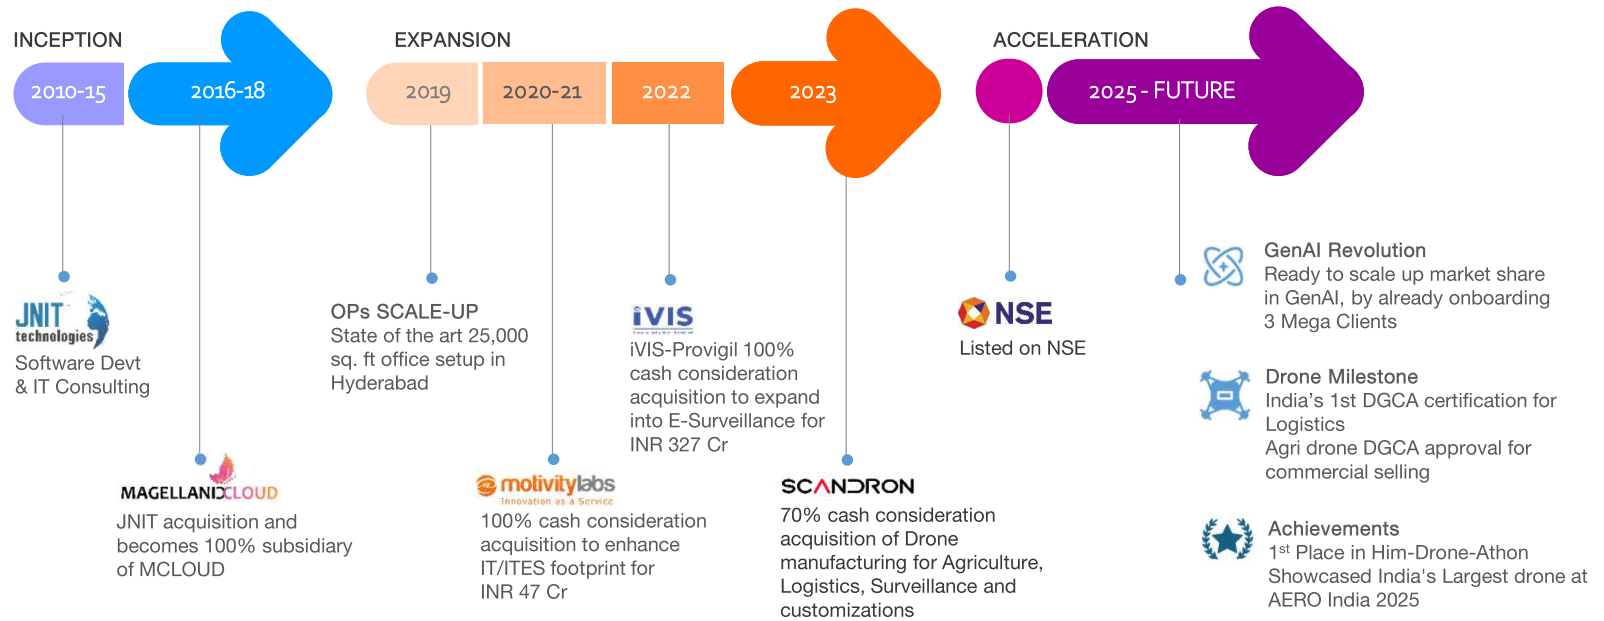 INCEPTION
2010-15
2016-18
JNIT
technologies
Software Devt
& IT Consulting
MAGELLANIC CLOUD
JNIT acquisition and
becomes 100% subsidiary
of MCLOUD
EXPANSION
2019
2020-21
2022
2023
OPs SCALE-UP
State of the art 25,000
sq. ft office setup in
Hyderabad
motivitylabs
Innovation as a Service
100% cash consideration
acquisition to enhance
IT/ITES footprint for
INR 47 Cr
iVIS
iVIS-Provigil 100%
cash consideration
acquisition to expand
into E-Surveillance for
INR 327 Cr
SCANDRON
70% cash consideration
acquisition of Drone
manufacturing for Agriculture,
Logistics, Surveillance and
customizations
ACCELERATION
2025 - FUTURE
NSE
Listed on NSE
GenAI Revolution
Ready to scale up market share
in GenAI, by already onboarding
3 Mega Clients
Drone Milestone
India’s 1st DGCA certification for
Logistics
Agri drone DGCA approval for
commercial selling
Achievements
1st Place in Him-Drone-Athon
Showcased India's Largest drone at
AERO India 2025